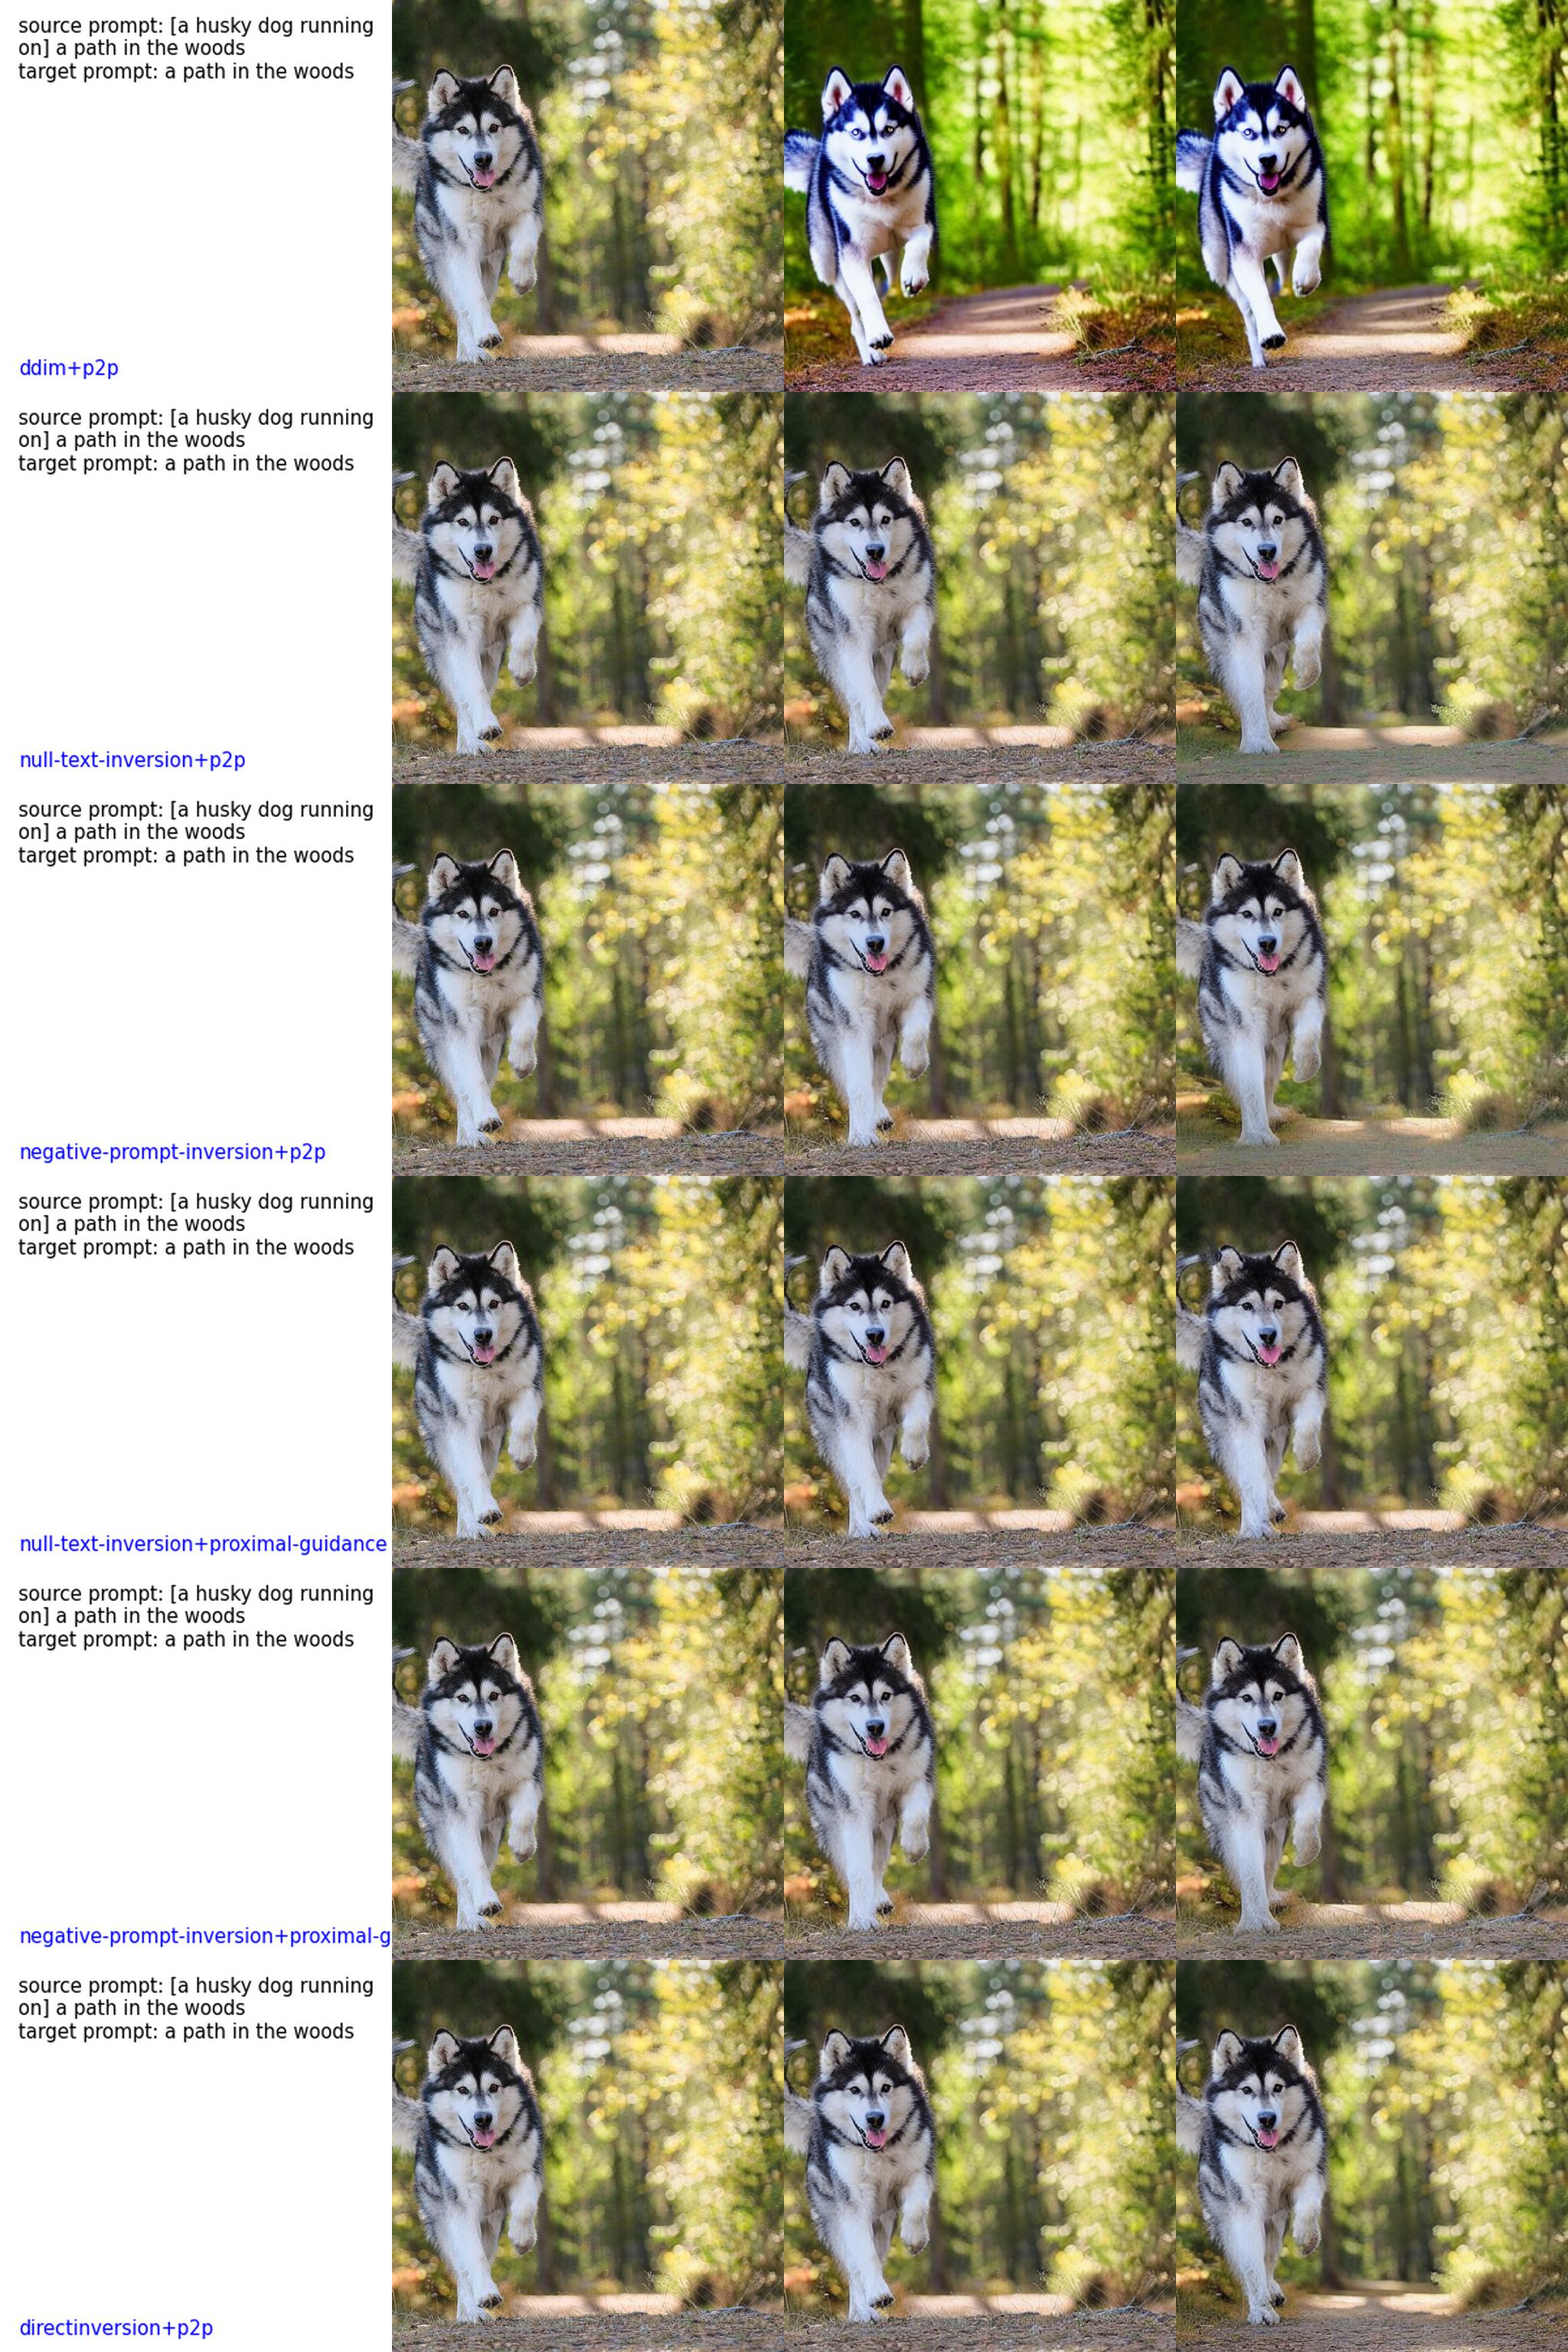 source prompt: [a husky dog running
on] a path in the woods
target prompt: a path in the woods
ddim+p2p
source prompt: [a husky dog running
on] a path in the woods
target prompt: a path in the woods
null-text-inversion+p2p
source prompt: [a husky dog running
on] a path in the woods
target prompt: a path in the woods
negative-prompt-inversion+p2p
source prompt: [a husky dog running
on] a path in the woods
target prompt: a path in the woods
null-text-inversion+proximal-guidance
source prompt: [a husky dog running
on] a path in the woods
target prompt: a path in the woods
negative-prompt-inversion+proximal-g
source prompt: [a husky dog running
on] a path in the woods
target prompt: a path in the woods
directinversion+p2p